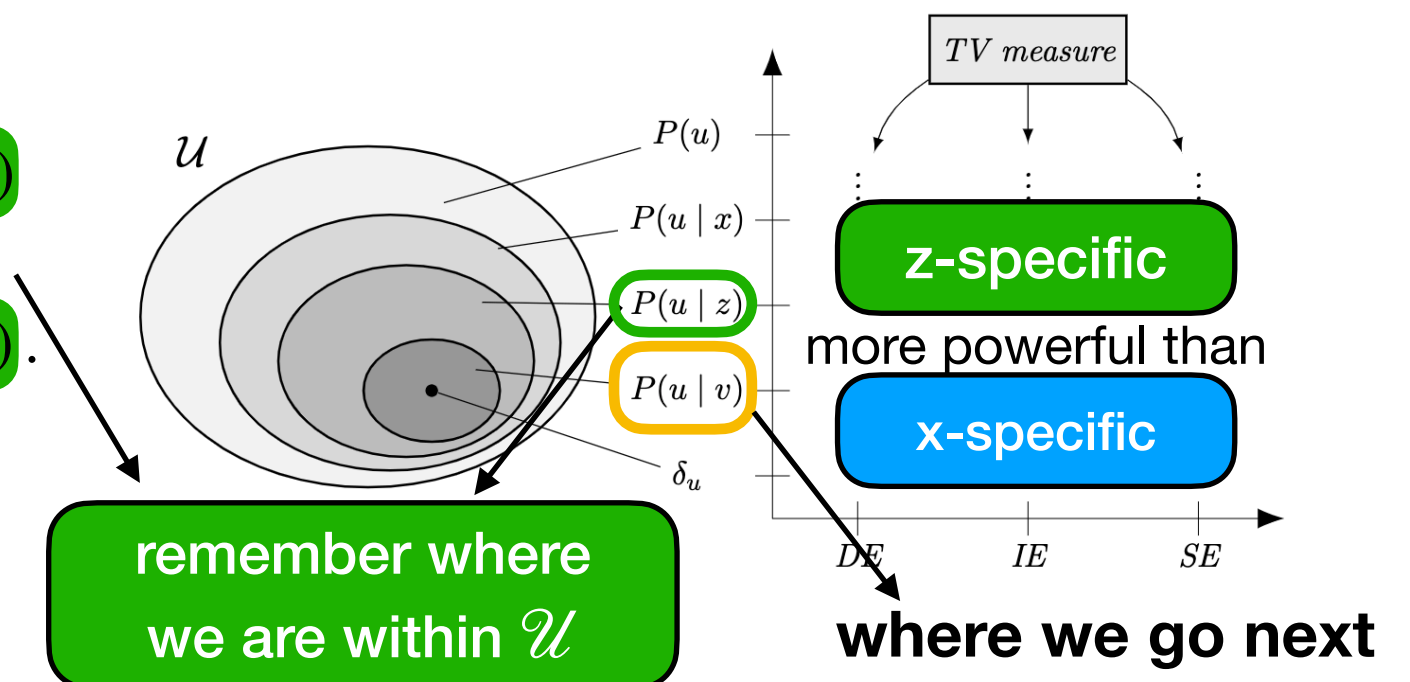 TV measure
𝒰
P(u)
P(u | x)
P(u | z)
P(u | v)
δ_u
)
).
⋮ ⋮ ⋮
z-specific
more powerful than
x-specific
DE IE SE
remember where
we are within 𝒰
where we go next